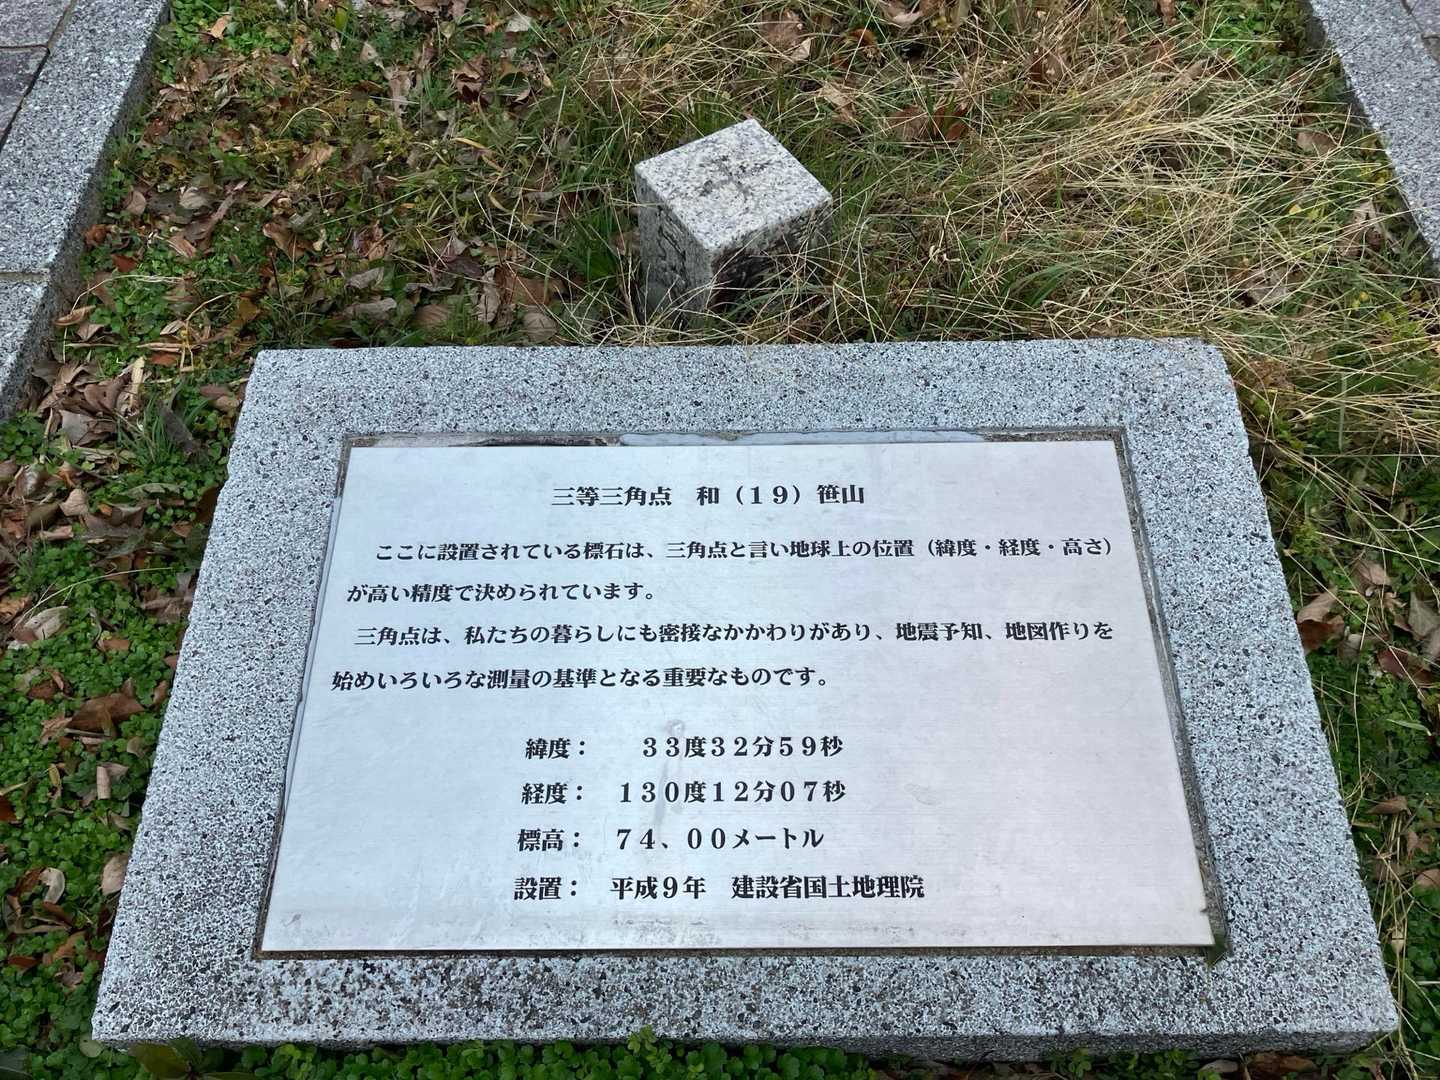 三等三角点　和（１９）笹山
ここに設置されている標石は、三角点と言い地球上の位置（緯度・経度・高さ）
が高い精度で決められています。
三角点は、私たちの暮らしにも密接なかかわりがあり、地震予知、地図作りを
始めいろいろな測量の基準となる重要なものです。
緯度：　　３３度３２分５９秒
経度：　１３０度１２分０７秒
標高：　７４、００メートル
設置：　平成９年　建設省国土地理院